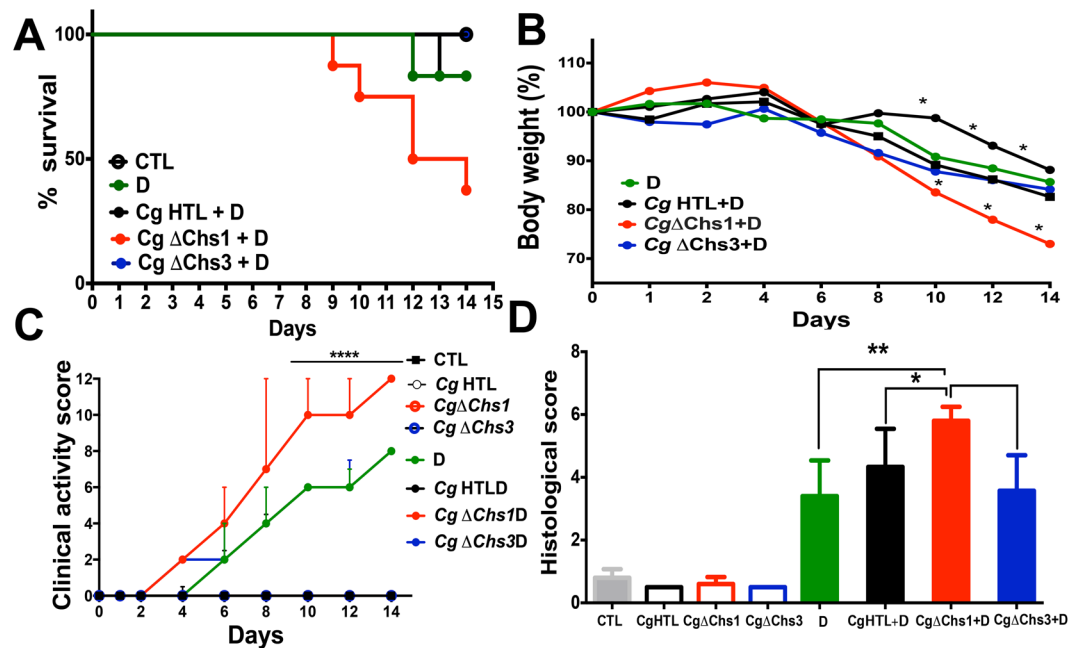 A
% survival
100
50
0
CTL
D
Cg HTL + D
Cg ΔChs1 + D
Cg ΔChs3 + D
0 1 2 3 4 5 6 7 8 9 10 11 12 13 14 15
Days
B
Body weight (%)
110
100
90
80
70
D
Cg HTL+D
CgΔChs1+D
Cg ΔChs3+D
* * *
* * *
0 1 2 4 6 8 10 12 14
Days
C
Clinical activity score
12
10
8
6
4
2
0
****
CTL
Cg HTL
CgΔChs1
Cg ΔChs3
D
Cg HTLD
Cg ΔChs1D
Cg ΔChs3D
0 2 4 6 8 10 12 14
Days
D
Histological score
8
6
4
2
0
**
*
CTL CgHTL CgΔChs1 CgΔChs3 D CgHTL+D CgΔChs1+D CgΔChs3+D